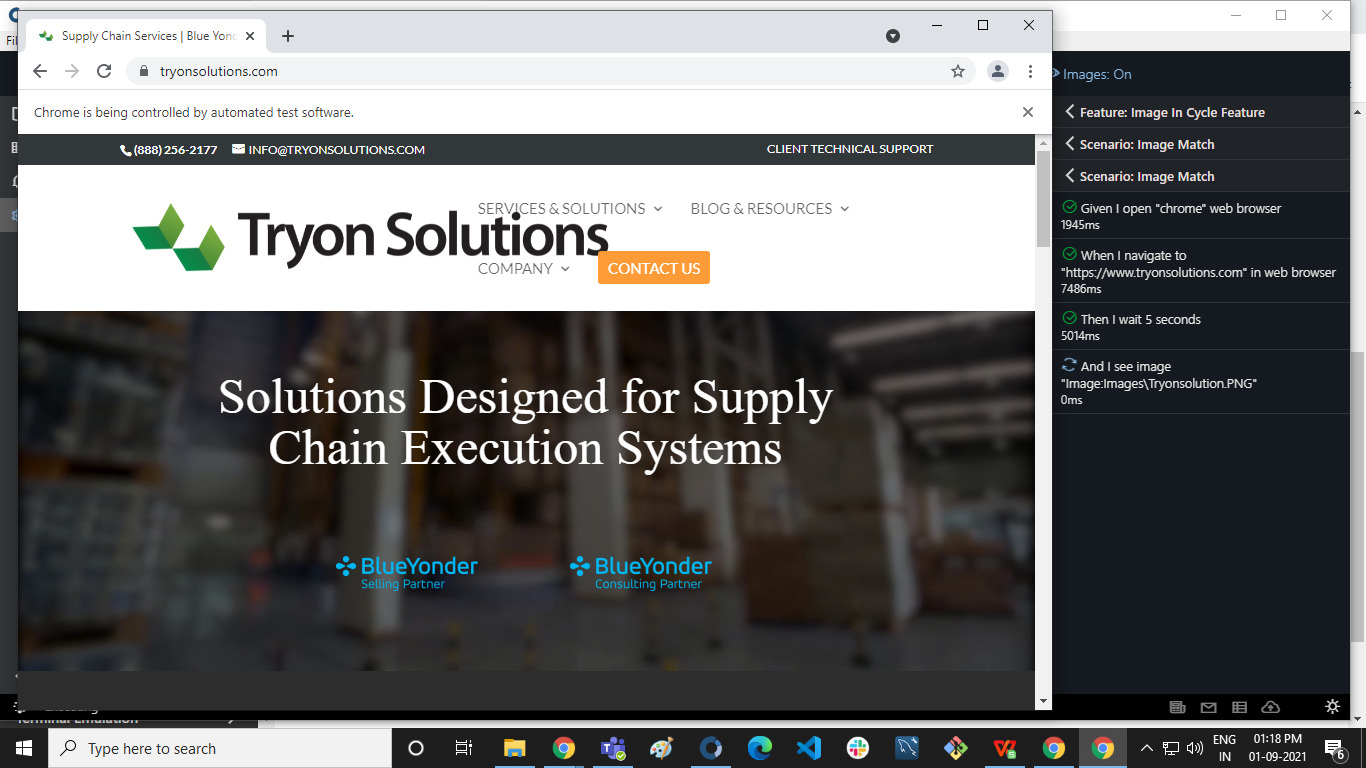 Supply Chain Services | Blue Yond
tryonsolutions.com
Chrome is being controlled by automated test software.
(888) 256-2177 INFO@TRYONSOLUTIONS.COM CLIENT TECHNICAL SUPPORT
Tryon Solutions
SERVICES & SOLUTIONS BLOG & RESOURCES
COMPANY CONTACT US
Solutions Designed for Supply
Chain Execution Systems
BlueYonder
Selling Partner
BlueYonder
Consulting Partner
Images: On
Feature: Image In Cycle Feature
Scenario: Image Match
Scenario: Image Match
Given I open "chrome" web browser
1945ms
When I navigate to
"https://www.tryonsolutions.com" in web browser
7486ms
Then I wait 5 seconds
5014ms
And I see image
"Image:Images\Tryonsolution.PNG"
0ms
Terminal Emulation
Type here to search
ENG
IN
01:18 PM
01-09-2021
6